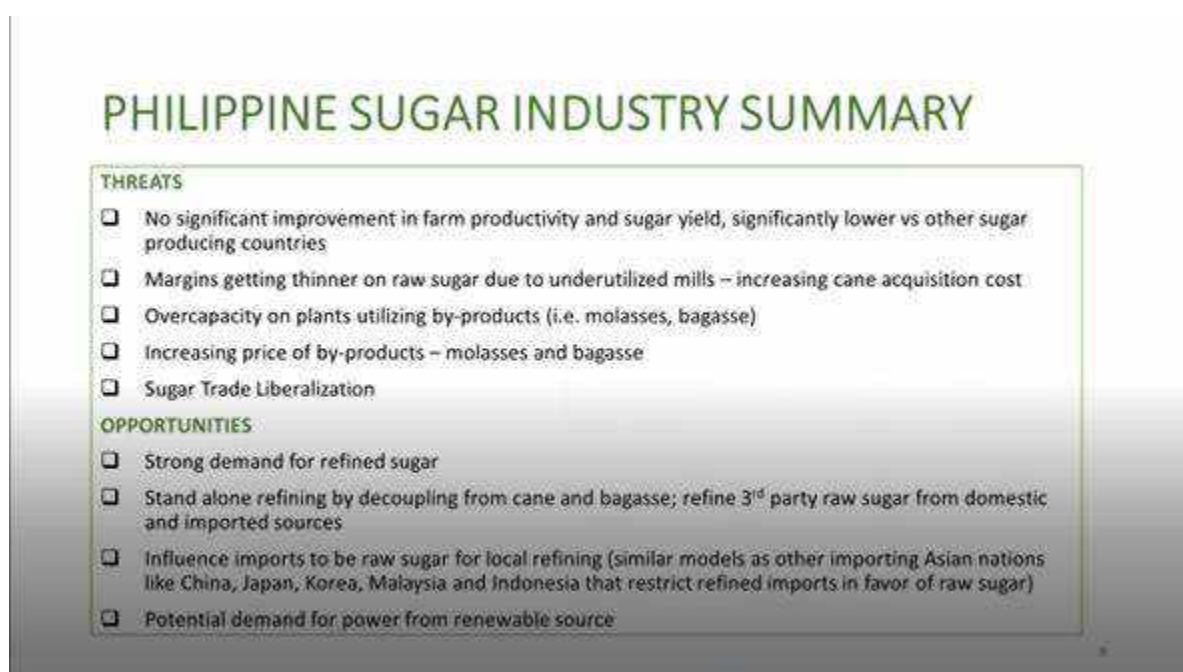 PHILIPPINE SUGAR INDUSTRY SUMMARY
THREATS
No significant improvement in farm productivity and sugar yield, significantly lower vs other sugar
producing countries
Margins getting thinner on raw sugar due to underutilized mills – increasing cane acquisition cost
Overcapacity on plants utilizing by-products (i.e. molasses, bagasse)
Increasing price of by-products – molasses and bagasse
Sugar Trade Liberalization
OPPORTUNITIES
Strong demand for refined sugar
Stand alone refining by decoupling from cane and bagasse; refine 3rd party raw sugar from domestic
and imported sources
Influence imports to be raw sugar for local refining (similar models as other importing Asian nations
like China, Japan, Korea, Malaysia and Indonesia that restrict refined imports in favor of raw sugar)
Potential demand for power from renewable source